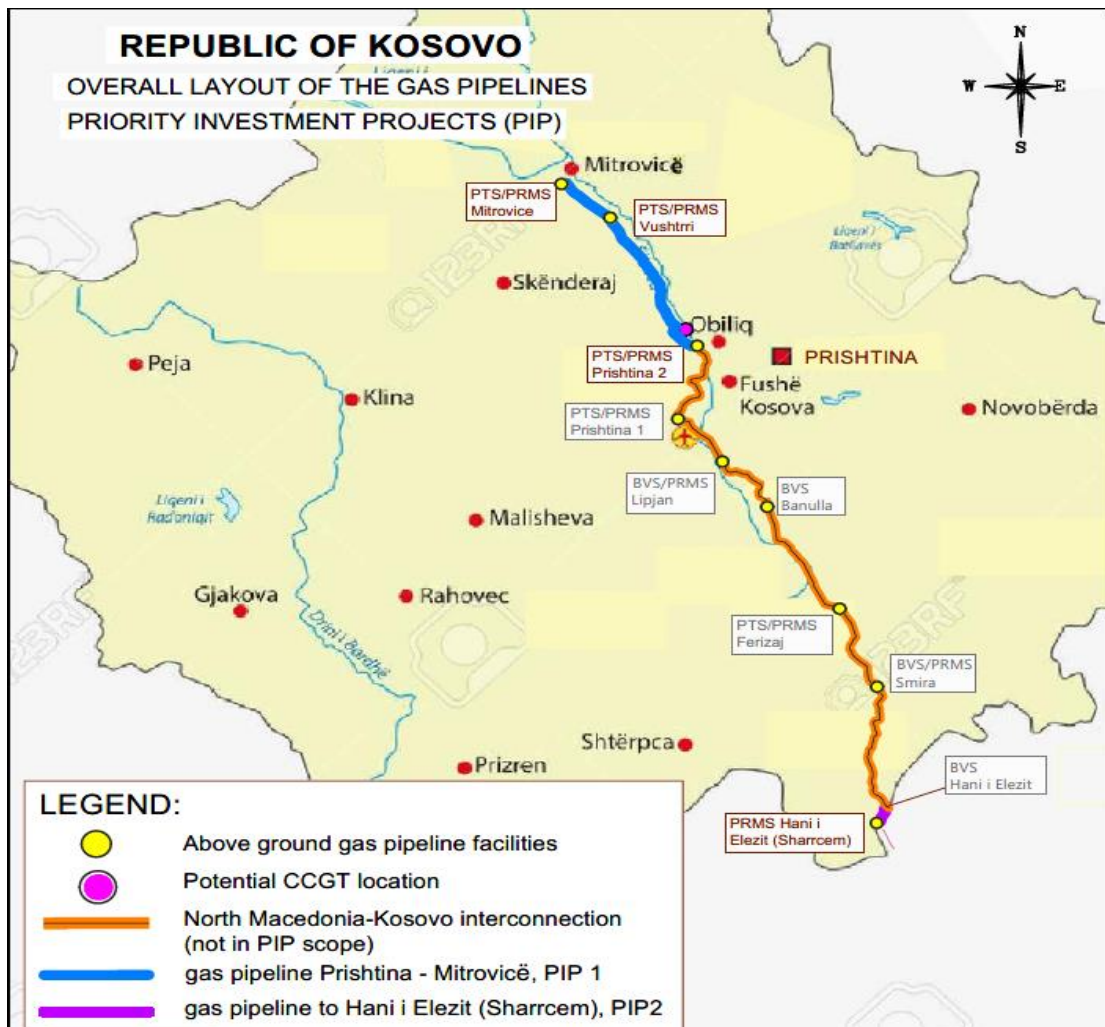 REPUBLIC OF KOSOVO
OVERALL LAYOUT OF THE GAS PIPELINES
PRIORITY INVESTMENT PROJECTS (PIP)
N
W
E
S
Mitrovicë
PTS/PRMS
Mitrovice
PTS/PRMS
Vushtrri
Liqeni i
Skënderaj
Obiliq
PTS/PRMS
Prishtina 2
PRISHTINA
Peja
Fushë
Kosova
Klina
Novobërda
PTS/PRMS
Prishtina 1
BVS/PRMS
Lipjan
BVS
Banulla
Liqeni i
Radoniqit
Malisheva
Gjakova
Rahovec
Drini i Bardhë
PTS/PRMS
Ferizaj
BVS/PRMS
Smira
Shtërpca
Prizren
BVS
Hani i Elezit
PRMS Hani i
Elezit (Sharrcem)
LEGEND:
Above ground gas pipeline facilities
Potential CCGT location
North Macedonia-Kosovo interconnection
(not in PIP scope)
gas pipeline Prishtina - Mitrovicë, PIP 1
gas pipeline to Hani i Elezit (Sharrcem), PIP2
123RF